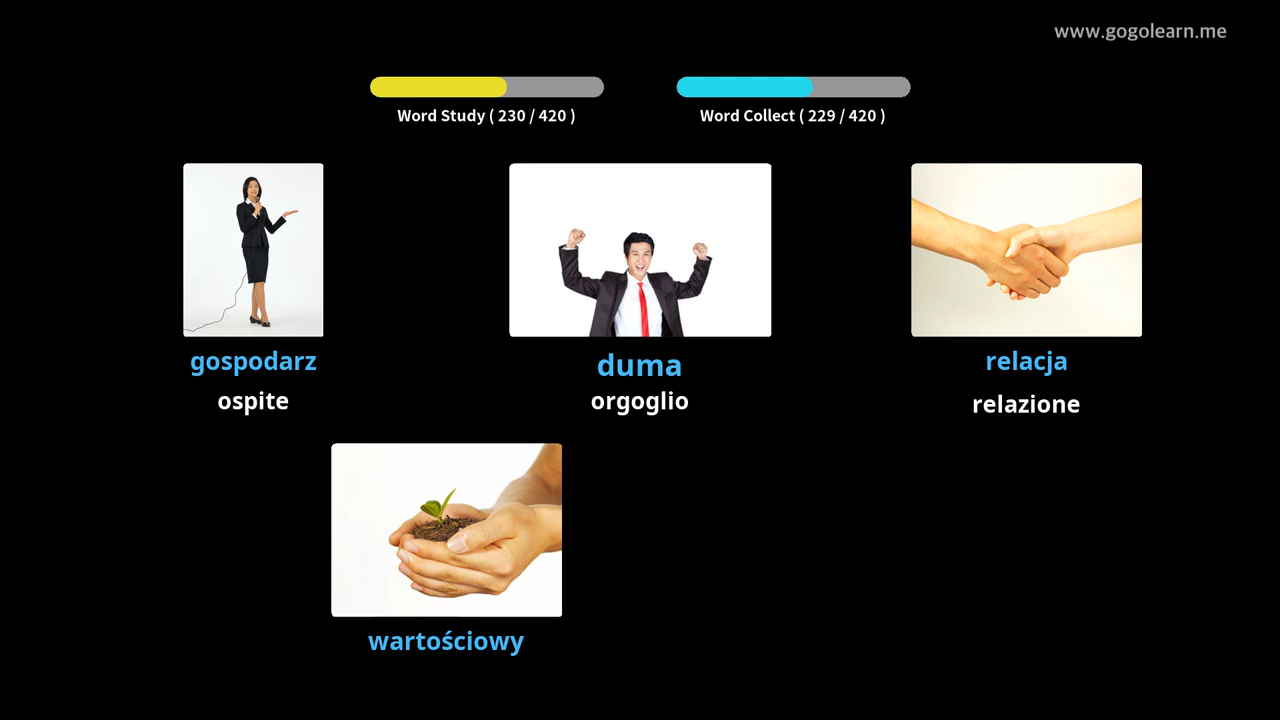 www.gogolearn.me
Word Study ( 230 / 420 )
Word Collect ( 229 / 420 )
gospodarz
duma
relacja
ospite
orgoglio
relazione
wartościowy